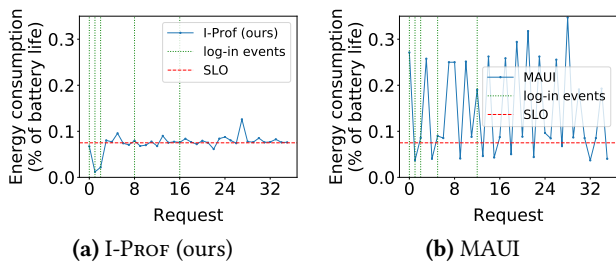 Energy consumption
(% of battery life)
0.3
0.2
0.1
0.0
I-Prof (ours)
log-in events
SLO
0 8 16 24 32
Request
(a) I-Prof (ours)
Energy consumption
(% of battery life)
0.3
0.2
0.1
0.0
MAUI
log-in events
SLO
0 8 16 24 32
Request
(b) MAUI